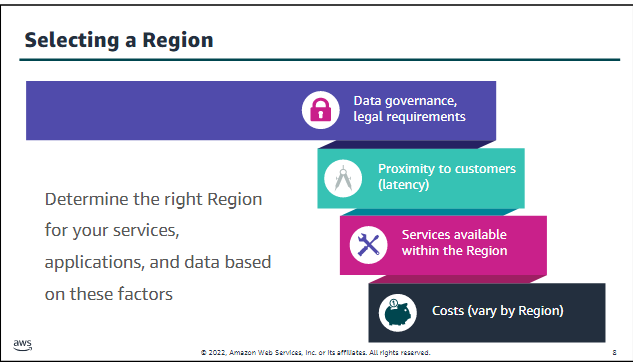 Selecting a Region
Data governance,
legal requirements
Proximity to customers
(latency)
Services available
within the Region
Costs (vary by Region)
Determine the right Region
for your services,
applications, and data based
on these factors
aws
© 2022, Amazon Web Services, Inc. or its affiliates. All rights reserved.
8